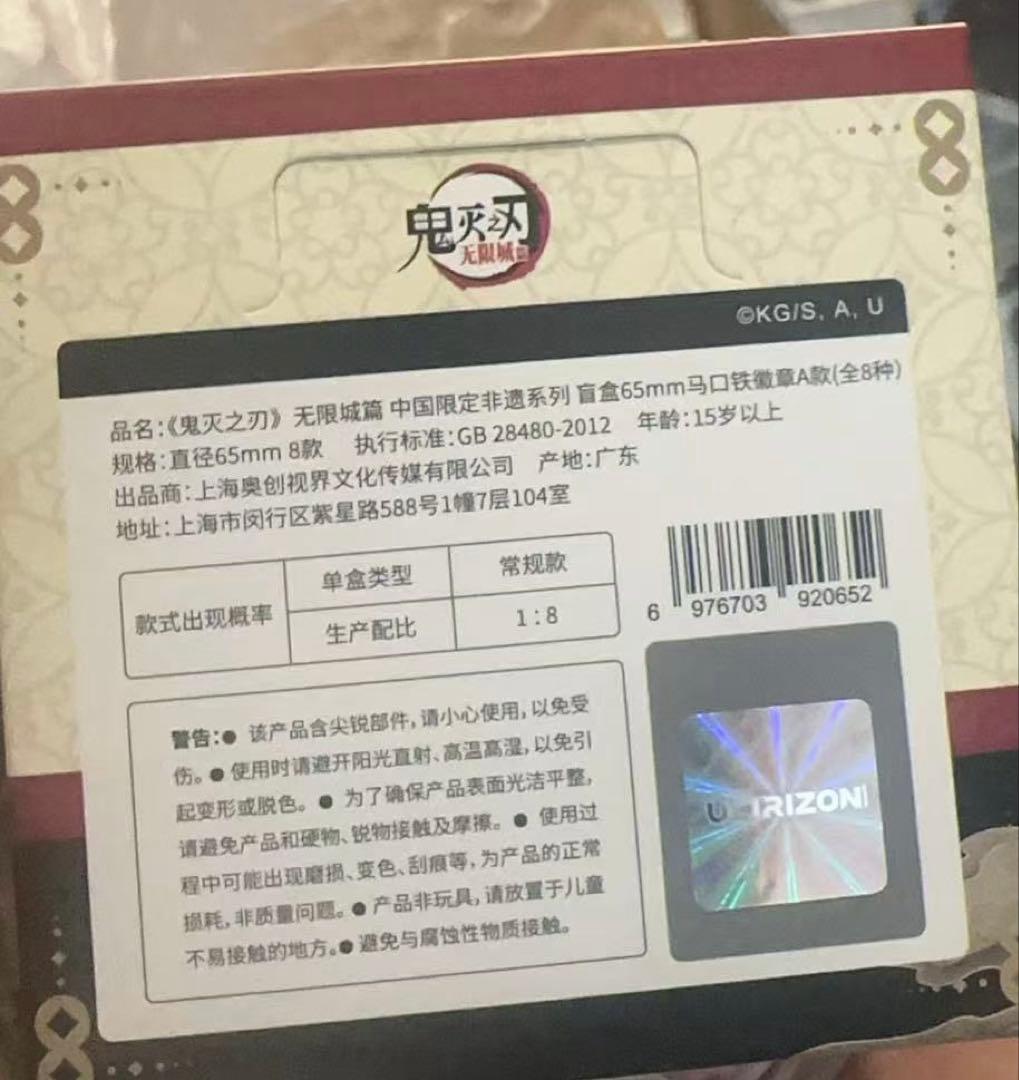 鬼灭之刃
无限城篇
©KG/S, A, U
品名:《鬼灭之刃》无限城篇 中国限定非遗系列 盲盒65mm马口铁徽章A款(全8种)
规格:直径65mm 8款 执行标准:GB 28480-2012 年龄:15岁以上
出品商:上海奥创视界文化传媒有限公司 产地:广东
地址:上海市闵行区紫星路588号1幢7层104室
款式出现概率
单盒类型 常规款
生产配比 1:8
6 976703 920652
警告:● 该产品含尖锐部件,请小心使用,以免受
伤。● 使用时请避开阳光直射、高温高湿,以免引
起变形或脱色。● 为了确保产品表面光洁平整,
请避免产品和硬物、锐物接触及摩擦。● 使用过
程中可能出现磨损、变色、刮痕等,为产品的正常
损耗,非质量问题。● 产品非玩具,请放置于儿童
不易接触的地方。● 避免与腐蚀性物质接触。